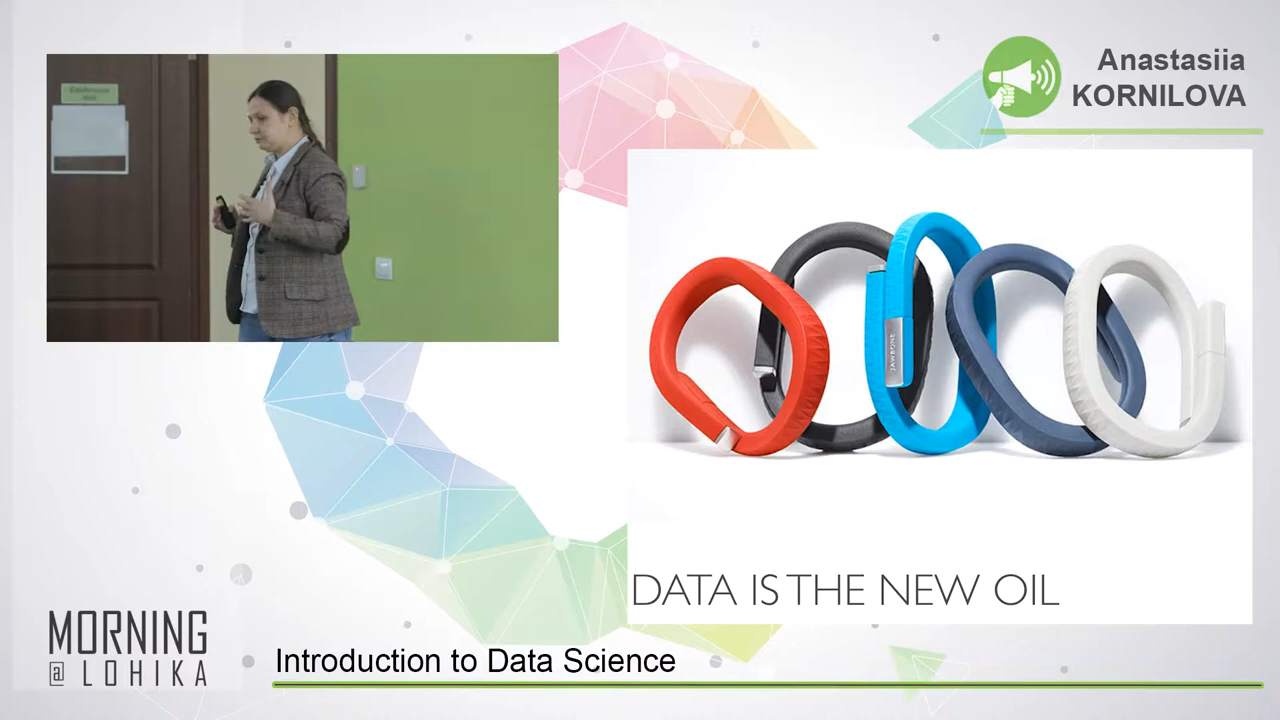 Anastasiia
KORNILOVA
JAWBONE
DATA IS THE NEW OIL
MORNING
@ LOHIKA
Introduction to Data Science